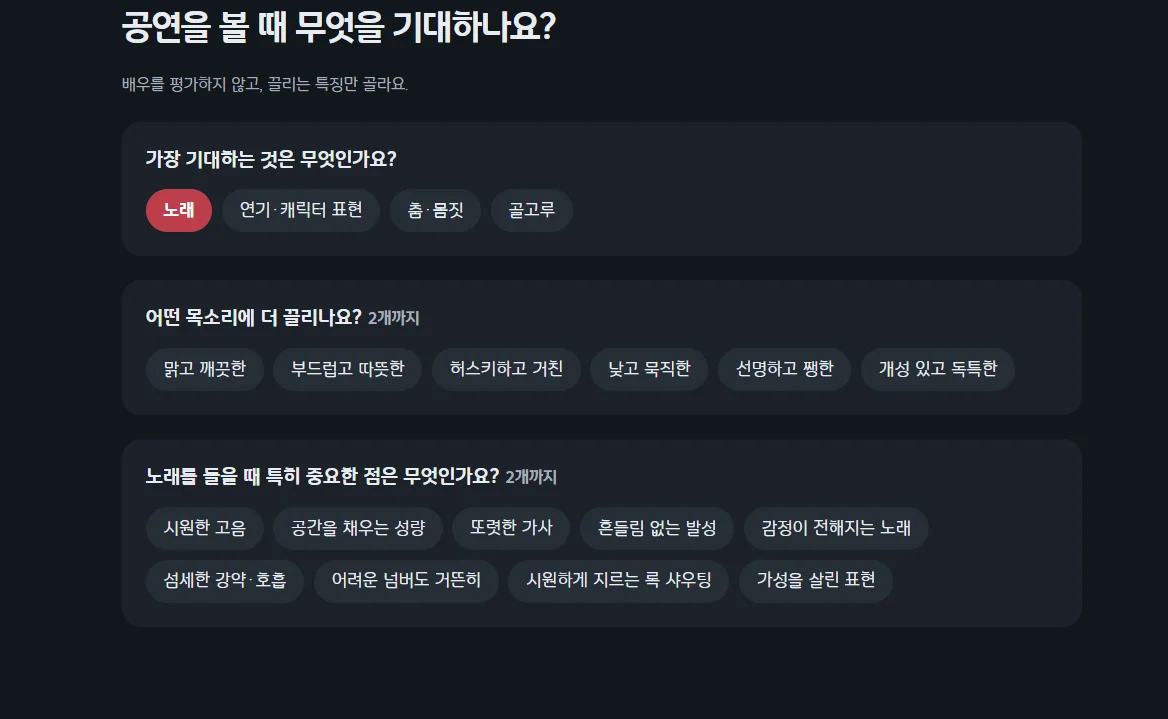 공연을 볼 때 무엇을 기대하나요?
배우를 평가하지 않고, 끌리는 특징만 골라요.
가장 기대하는 것은 무엇인가요?
노래 연기·캐릭터 표현 춤·몸짓 골고루
어떤 목소리에 더 끌리나요? 2개까지
맑고 깨끗한 부드럽고 따뜻한 허스키하고 거친 낮고 묵직한 선명하고 쨍한 개성 있고 독특한
노래를 들을 때 특히 중요한 점은 무엇인가요? 2개까지
시원한 고음 공간을 채우는 성량 또렷한 가사 흔들림 없는 발성 감정이 전해지는 노래
섬세한 강약·호흡 어려운 넘버도 거뜬히 시원하게 지르는 록 샤우팅 가성을 살린 표현